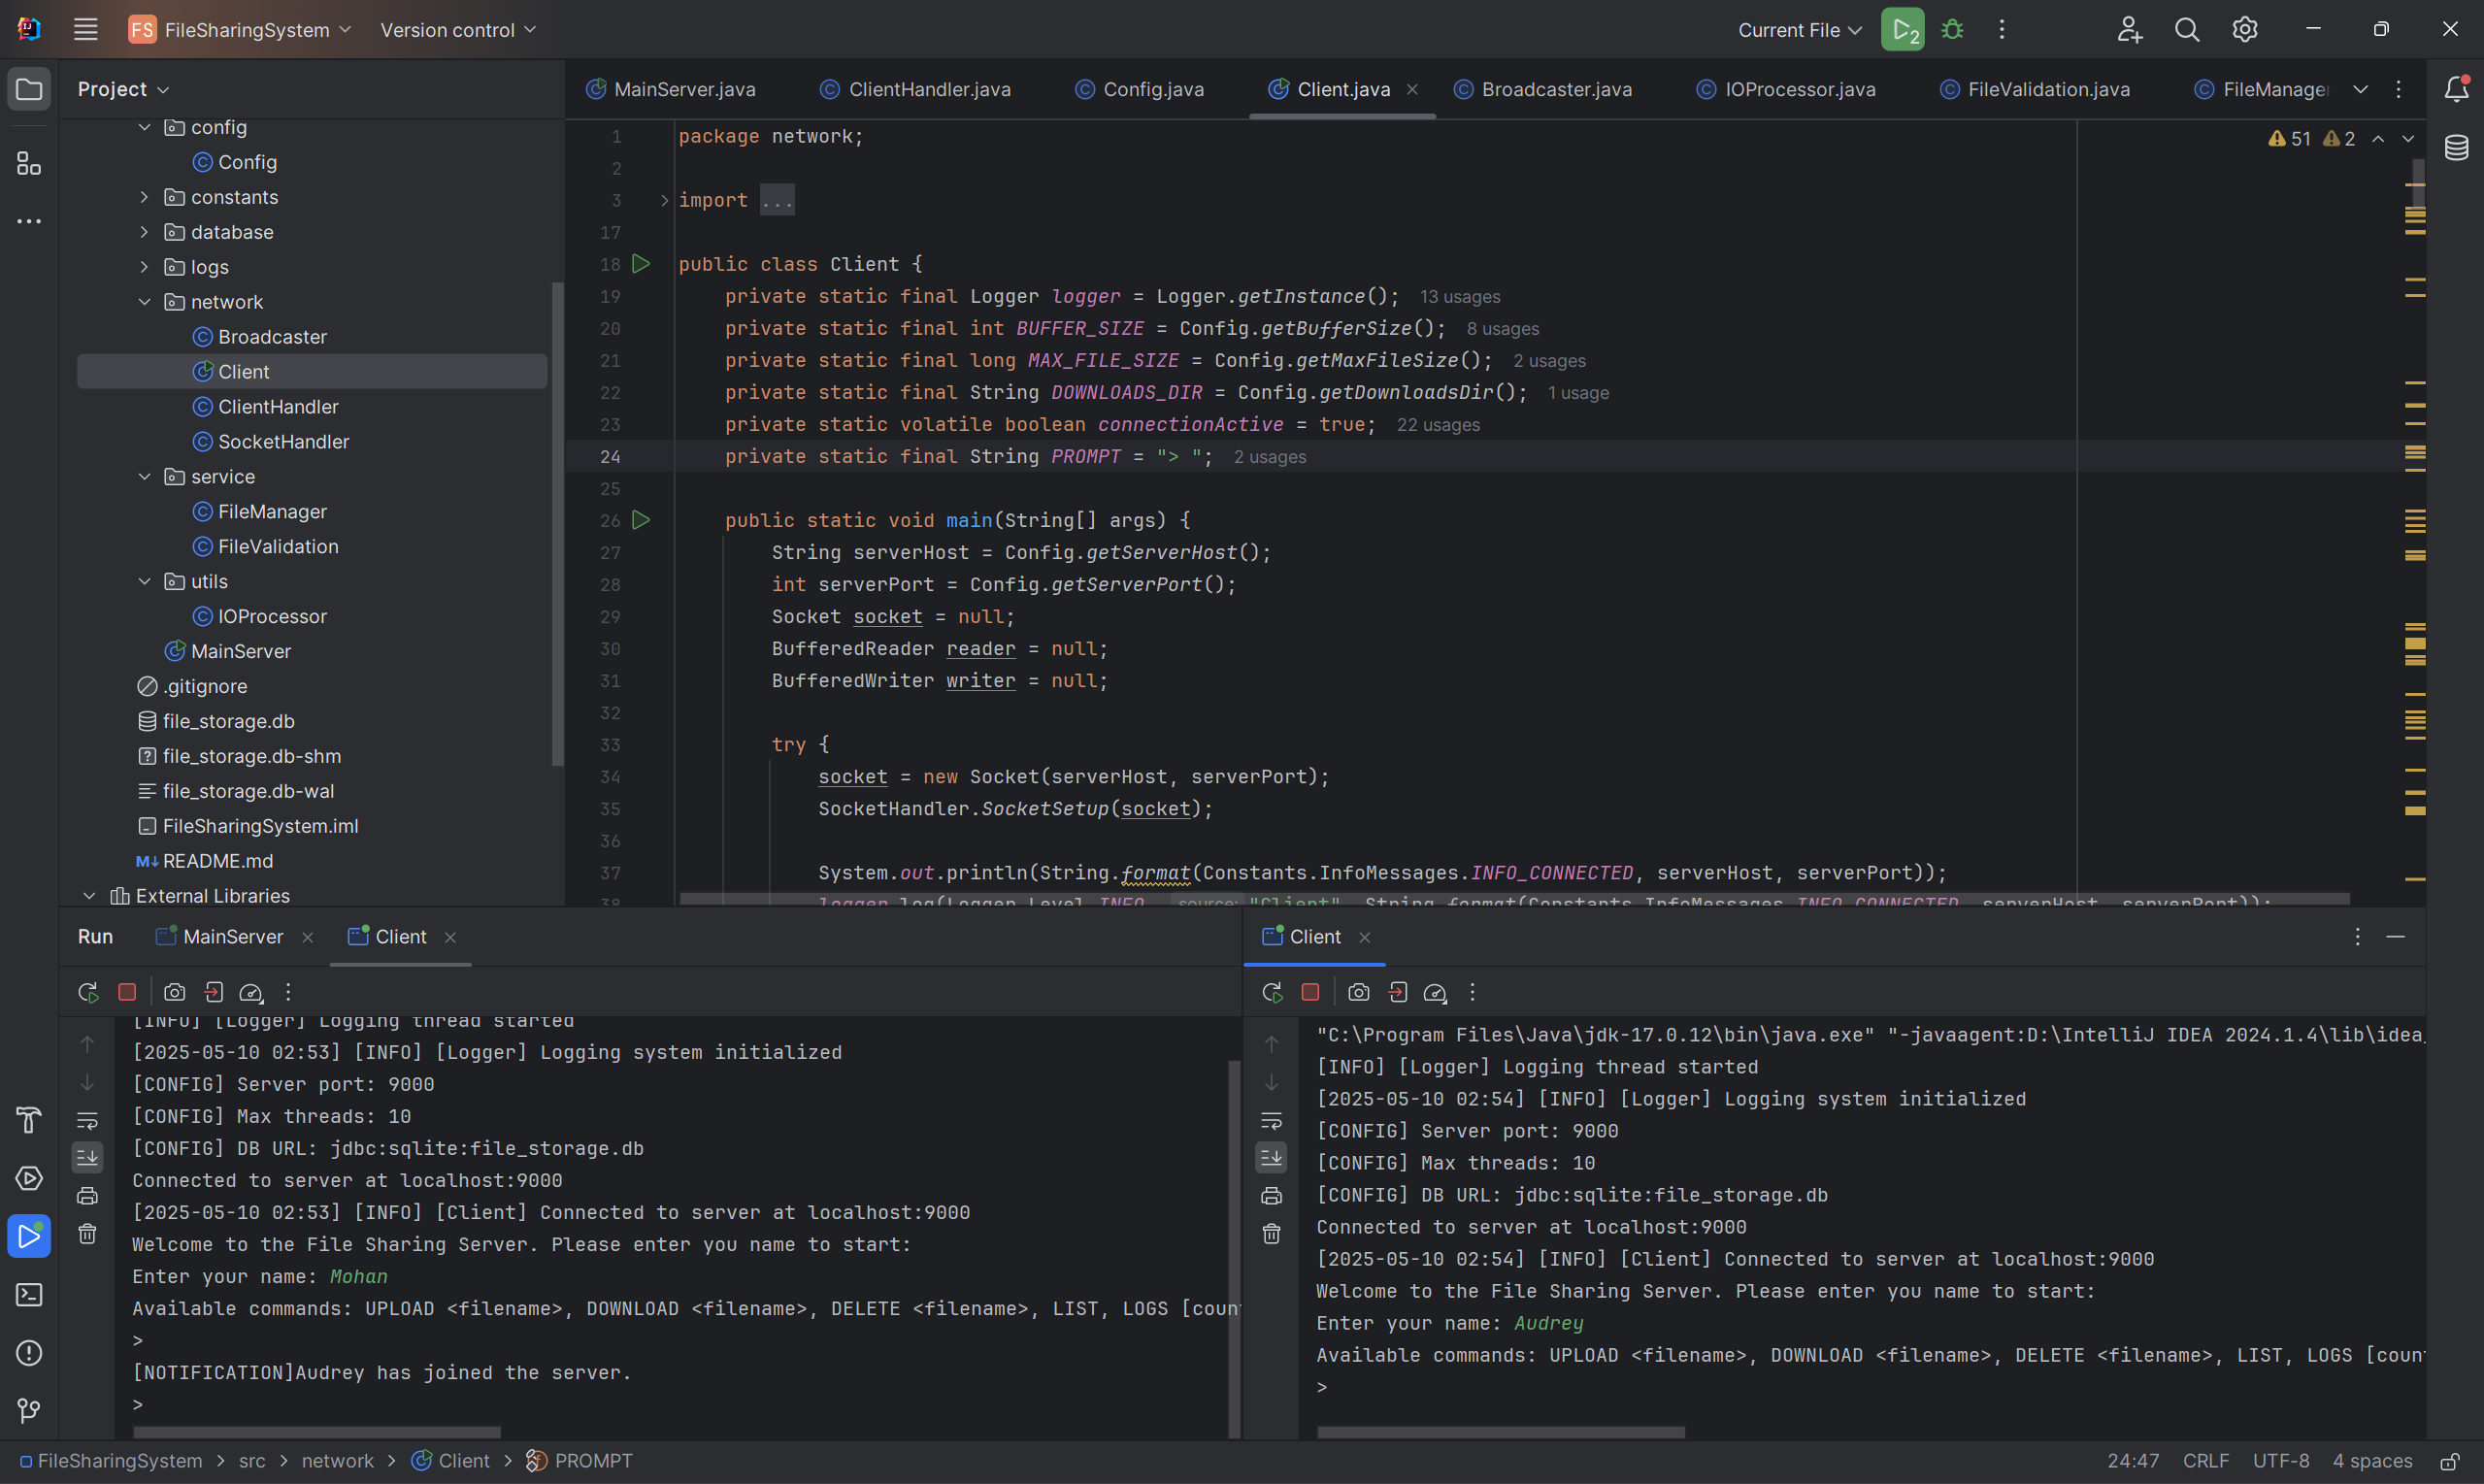 FS FileSharingSystem Version control Current File 2
Project
MainServer.java ClientHandler.java Config.java Client.java Broadcaster.java IOProcessor.java FileValidation.java FileManager
config
Config
constants
database
logs
network
Broadcaster
Client
ClientHandler
SocketHandler
service
FileManager
FileValidation
utils
IOProcessor
MainServer
.gitignore
file_storage.db
file_storage.db-shm
file_storage.db-wal
FileSharingSystem.iml
M↓ README.md
External Libraries
51 2
1 package network;
2
3 import ...
17
18 public class Client {
19 private static final Logger logger = Logger.getInstance(); 13 usages
20 private static final int BUFFER_SIZE = Config.getBufferSize(); 8 usages
21 private static final long MAX_FILE_SIZE = Config.getMaxFileSize(); 2 usages
22 private static final String DOWNLOADS_DIR = Config.getDownloadsDir(); 1 usage
23 private static volatile boolean connectionActive = true; 22 usages
24 private static final String PROMPT = "> "; 2 usages
25
26 public static void main(String[] args) {
27 String serverHost = Config.getServerHost();
28 int serverPort = Config.getServerPort();
29 Socket socket = null;
30 BufferedReader reader = null;
31 BufferedWriter writer = null;
32
33 try {
34 socket = new Socket(serverHost, serverPort);
35 SocketHandler.SocketSetup(socket);
36
37 System.out.println(String.format(Constants.InfoMessages.INFO_CONNECTED, serverHost, serverPort));
38 logger.log(Logger.Level.INFO, source: "Client", String.format(Constants.InfoMessages.INFO_CONNECTED, serverHost, serverPort));
Run MainServer Client
[INFO] [Logger] Logging thread started
[2025-05-10 02:53] [INFO] [Logger] Logging system initialized
[CONFIG] Server port: 9000
[CONFIG] Max threads: 10
[CONFIG] DB URL: jdbc:sqlite:file_storage.db
Connected to server at localhost:9000
[2025-05-10 02:53] [INFO] [Client] Connected to server at localhost:9000
Welcome to the File Sharing Server. Please enter you name to start:
Enter your name: Mohan
Available commands: UPLOAD <filename>, DOWNLOAD <filename>, DELETE <filename>, LIST, LOGS [coun
>
[NOTIFICATION]Audrey has joined the server.
>
Client
"C:\Program Files\Java\jdk-17.0.12\bin\java.exe" "-javaagent:D:\IntelliJ IDEA 2024.1.4\lib\idea_
[INFO] [Logger] Logging thread started
[2025-05-10 02:54] [INFO] [Logger] Logging system initialized
[CONFIG] Server port: 9000
[CONFIG] Max threads: 10
[CONFIG] DB URL: jdbc:sqlite:file_storage.db
Connected to server at localhost:9000
[2025-05-10 02:54] [INFO] [Client] Connected to server at localhost:9000
Welcome to the File Sharing Server. Please enter you name to start:
Enter your name: Audrey
Available commands: UPLOAD <filename>, DOWNLOAD <filename>, DELETE <filename>, LIST, LOGS [coun
>
FileSharingSystem > src > network > Client > PROMPT
24:47 CRLF UTF-8 4 spaces